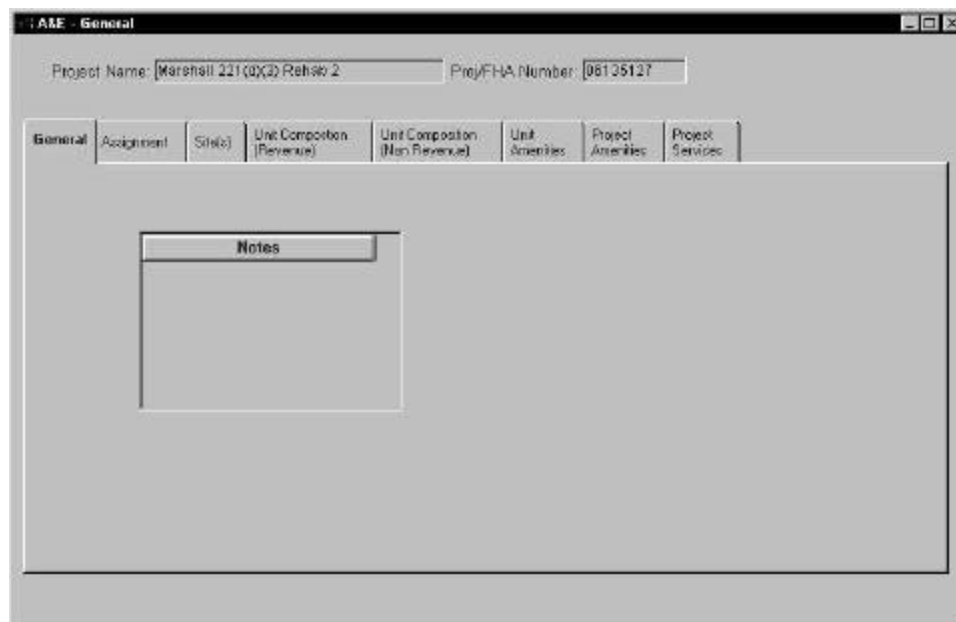 A&E - General
Project Name: Marshall 221(d)(3) Rehab 2 Proj/FHA Number: 06135127
General
Assignment
Site(s)
Unit Compostion
(Revenue)
Unit Composition
(Non Revenue)
Unit
Amenities
Project
Amenities
Project
Services
Notes